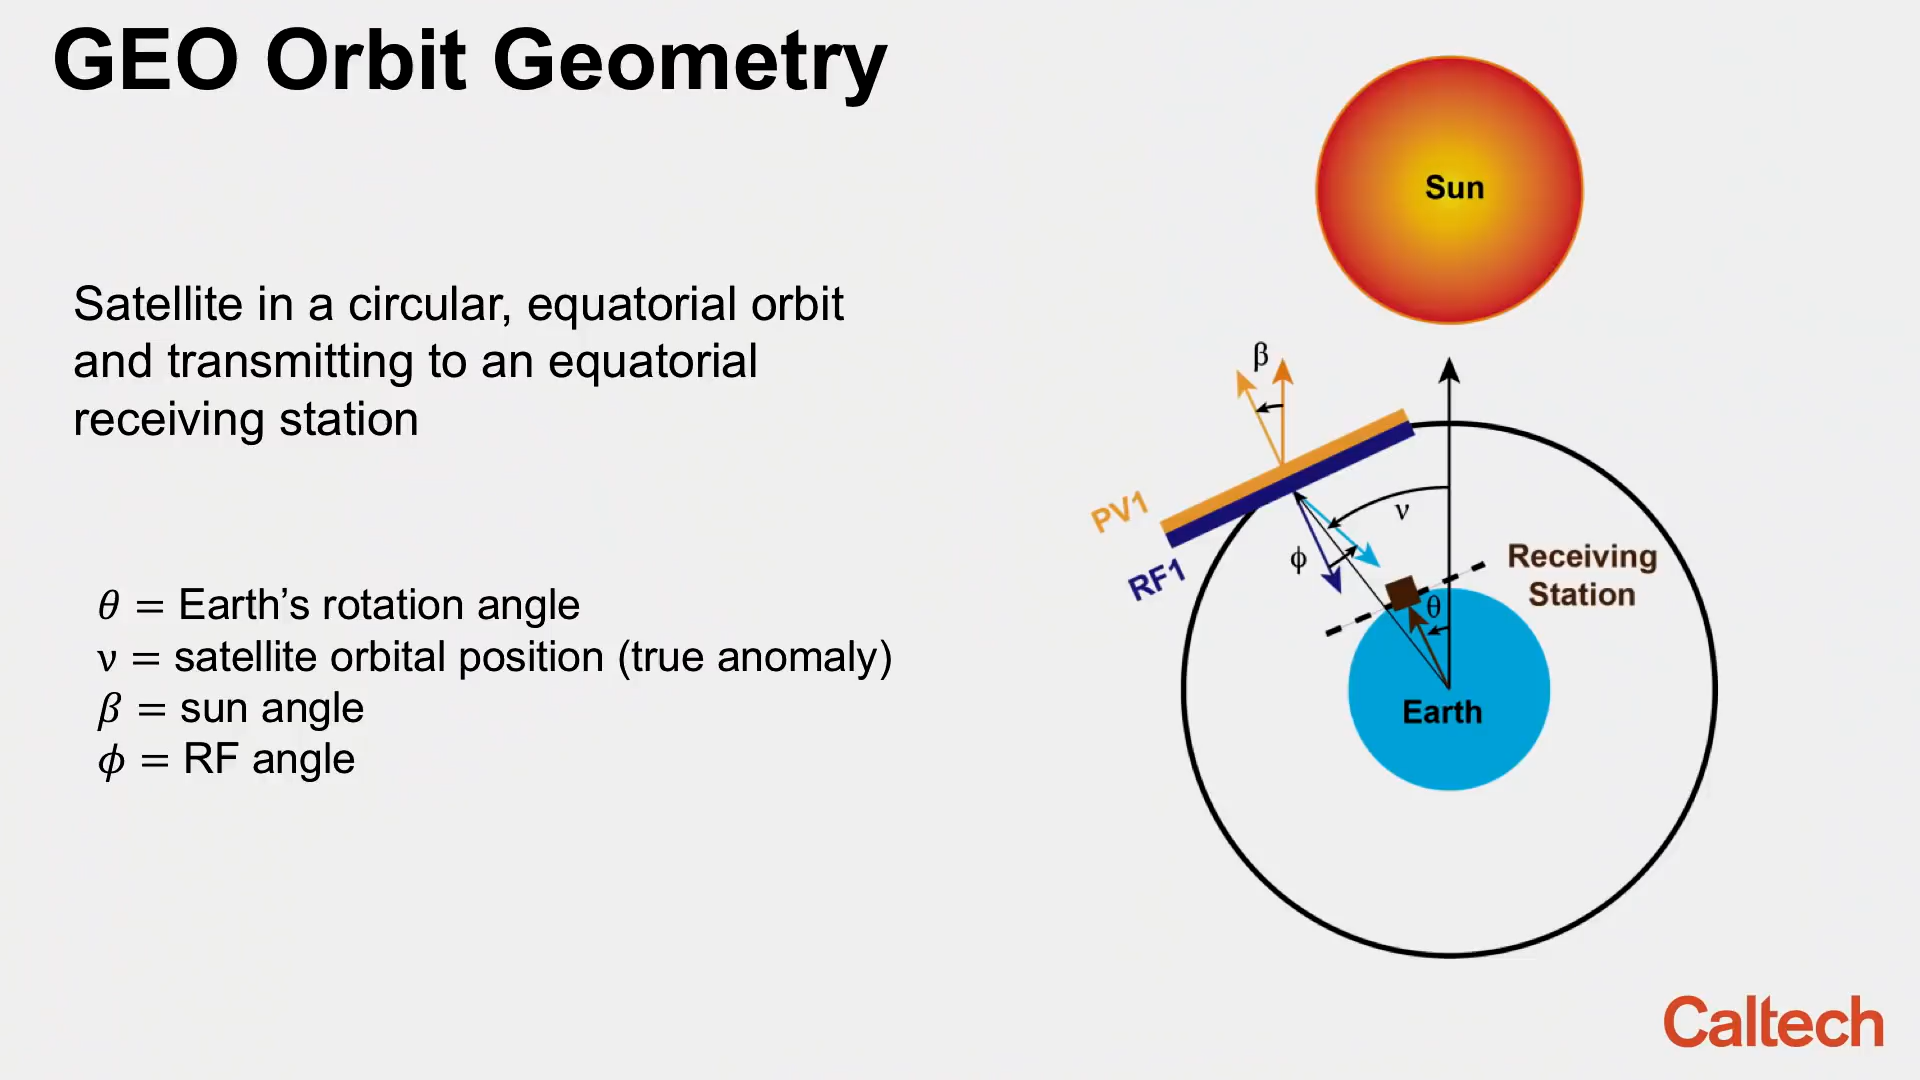 GEO Orbit Geometry
Satellite in a circular, equatorial orbit
and transmitting to an equatorial
receiving station
θ = Earth’s rotation angle
ν = satellite orbital position (true anomaly)
β = sun angle
ϕ = RF angle
Sun
β
PV1
RF1
ν
ϕ
Receiving
Station
θ
Earth
Caltech